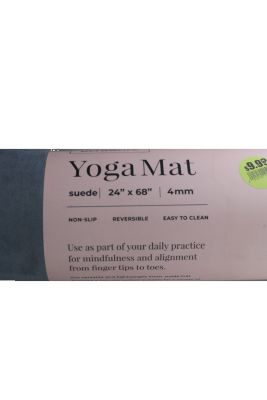 $9.99
Yoga Mat
suede | 24” x 68” | 4mm
NON-SLIP REVERSIBLE EASY TO CLEAN
Use as part of your daily practice
for mindfulness and alignment
from finger tips to toes.